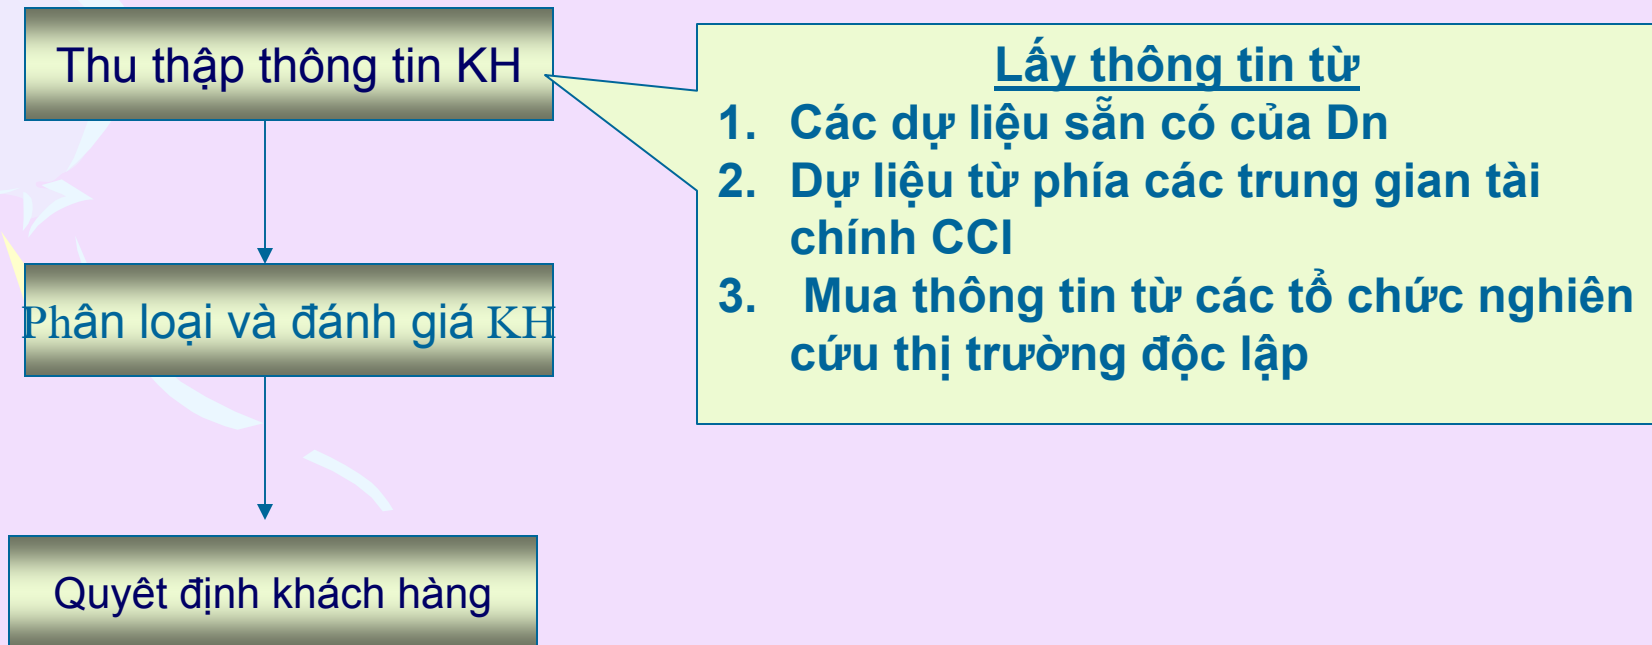 Thu thập thông tin KH
Lấy thông tin từ
1. Các dự liệu sẵn có của Dn
2. Dự liệu từ phía các trung gian tài
chính CCI
3. Mua thông tin từ các tổ chức nghiên
cứu thị trường độc lập
Phân loại và đánh giá KH
Quyêt định khách hàng